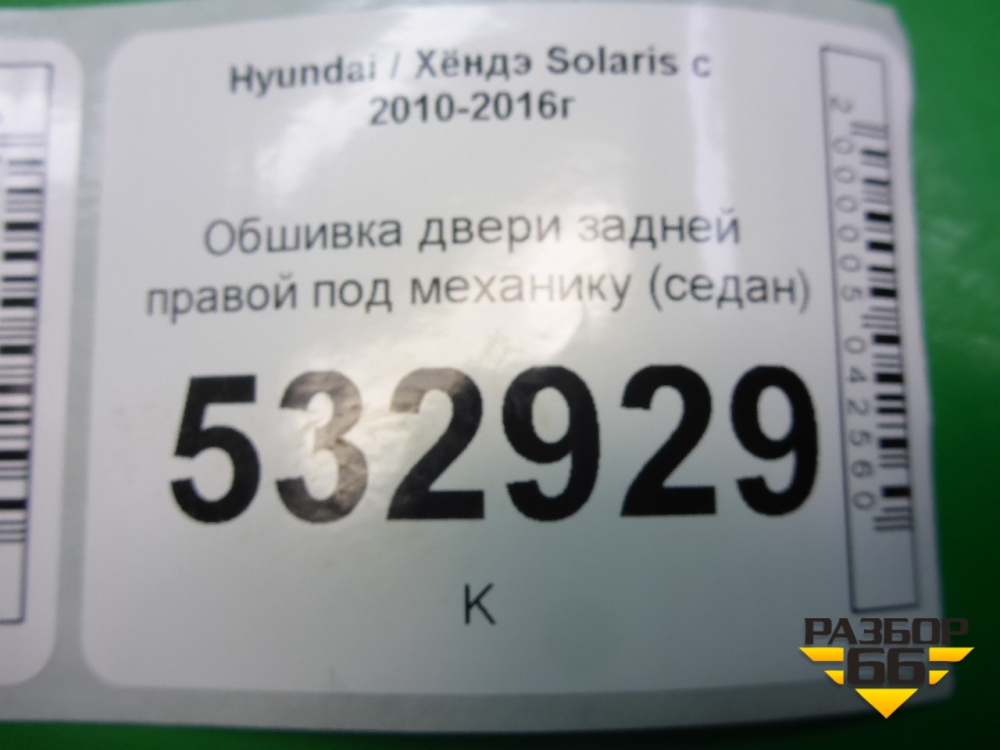 Hyundai / Хёндэ Solaris с
2010-2016г
Обшивка двери задней
правой под механику (седан)
532929
К
2000005042560
РАЗБОР
66